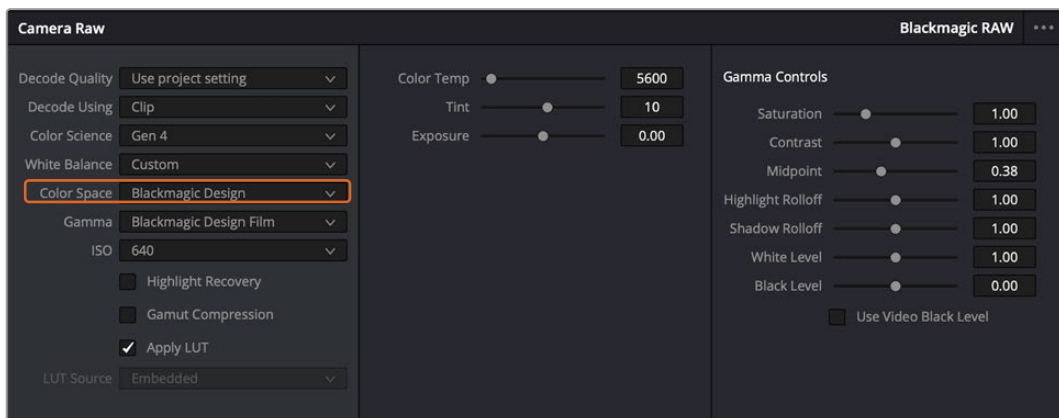 Camera Raw
Blackmagic RAW
Decode Quality Use project setting
Decode Using Clip
Color Science Gen 4
White Balance Custom
Color Space Blackmagic Design
Gamma Blackmagic Design Film
ISO 640
Highlight Recovery
Gamut Compression
Apply LUT
LUT Source Embedded
Color Temp 5600
Tint 10
Exposure 0.00
Gamma Controls
Saturation 1.00
Contrast 1.00
Midpoint 0.38
Highlight Rolloff 1.00
Shadow Rolloff 1.00
White Level 1.00
Black Level 0.00
Use Video Black Level